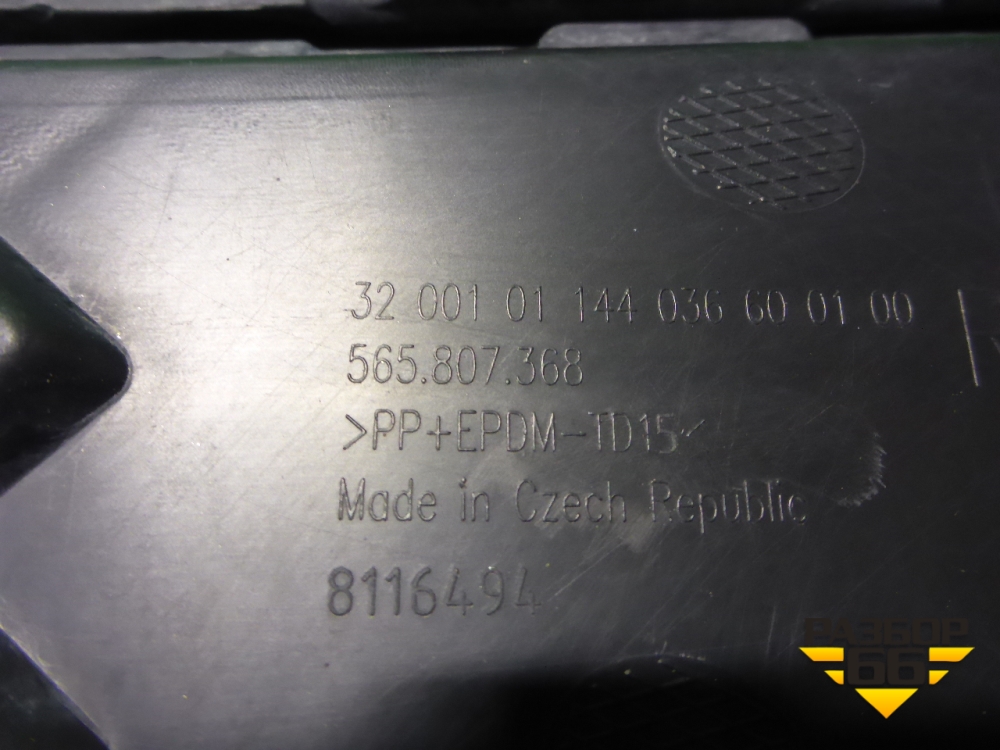 32 001 01 144 036 60 01 00
565.807.368
>PP+EPDM-TD15<
Made in Czech Republic
8116494
РАЗБОР
66